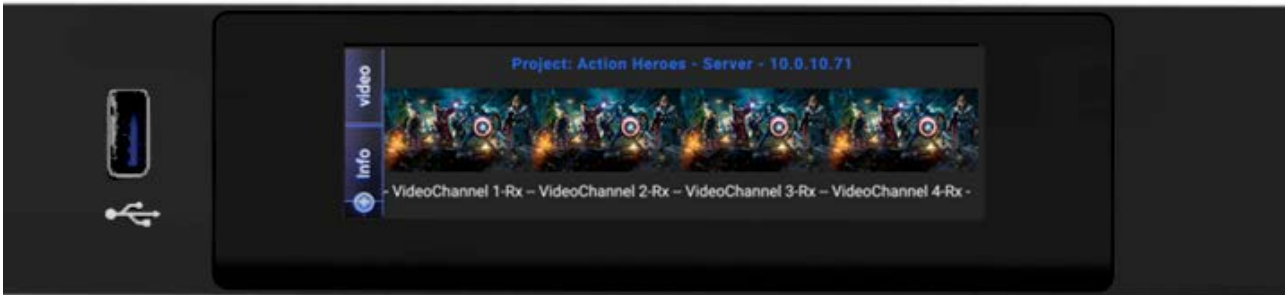 video
Info
Project: Action Heroes - Server - 10.0.10.71
- VideoChannel 1-Rx -- VideoChannel 2-Rx -- VideoChannel 3-Rx -- VideoChannel 4-Rx -